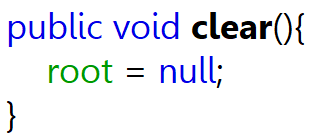 public void clear(){
    root = null;
}